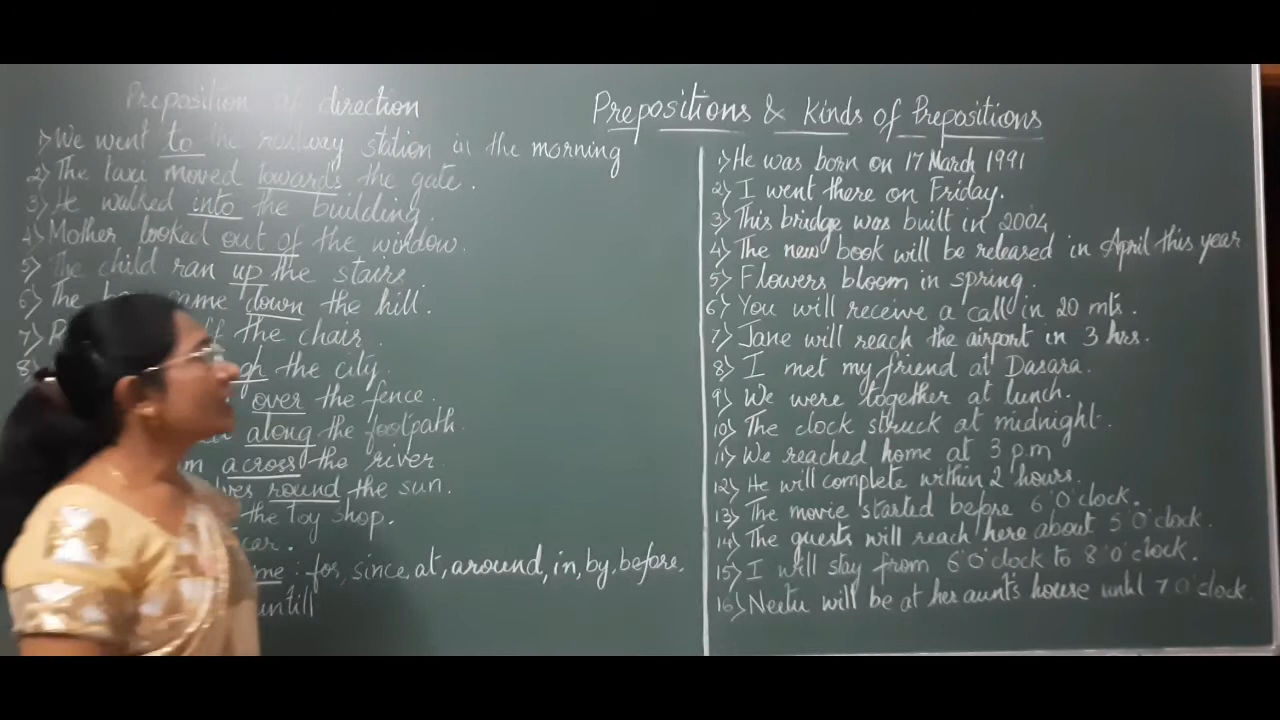 Preposition of direction
1) We went to the railway station in the morning
2) The taxi moved towards the gate.
3) He walked into the building.
4) Mother looked out of the window.
5) The child ran up the stairs
6) The came down the hill.
7) the chair.
8) the city.
over the fence.
along the footpath.
across the river
round the sun.
the toy shop.
car.
: for, since, at, around, in, by, before,
untill
Prepositions & Kinds of Prepositions
1) He was born on 17 March 1991
2) I went there on Friday.
3) This bridge was built in 2004
4) The new book will be released in April this year
5) Flowers bloom in spring.
6) You will receive a call in 20 mts.
7) Jane will reach the airport in 3 hrs.
8) I met my friend at Dasara.
9) We were together at lunch.
10) The clock struck at midnight.
11) We reached home at 3 p.m
12) He will complete within 2 hours.
13) The movie started before 6'O'clock.
14) The guests will reach here about 5'O'clock.
15) I will stay from 6'O'clock to 8'O'clock.
16) Neetu will be at her aunt's house until 7'O'clock.